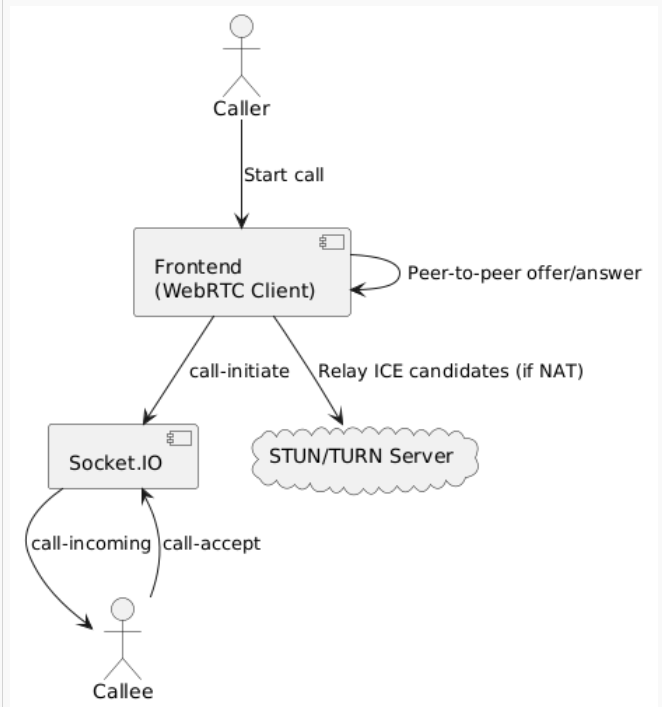 Caller
Start call
Frontend
(WebRTC Client)
Peer-to-peer offer/answer
call-initiate
Relay ICE candidates (if NAT)
Socket.IO
STUN/TURN Server
call-incoming
call-accept
Callee